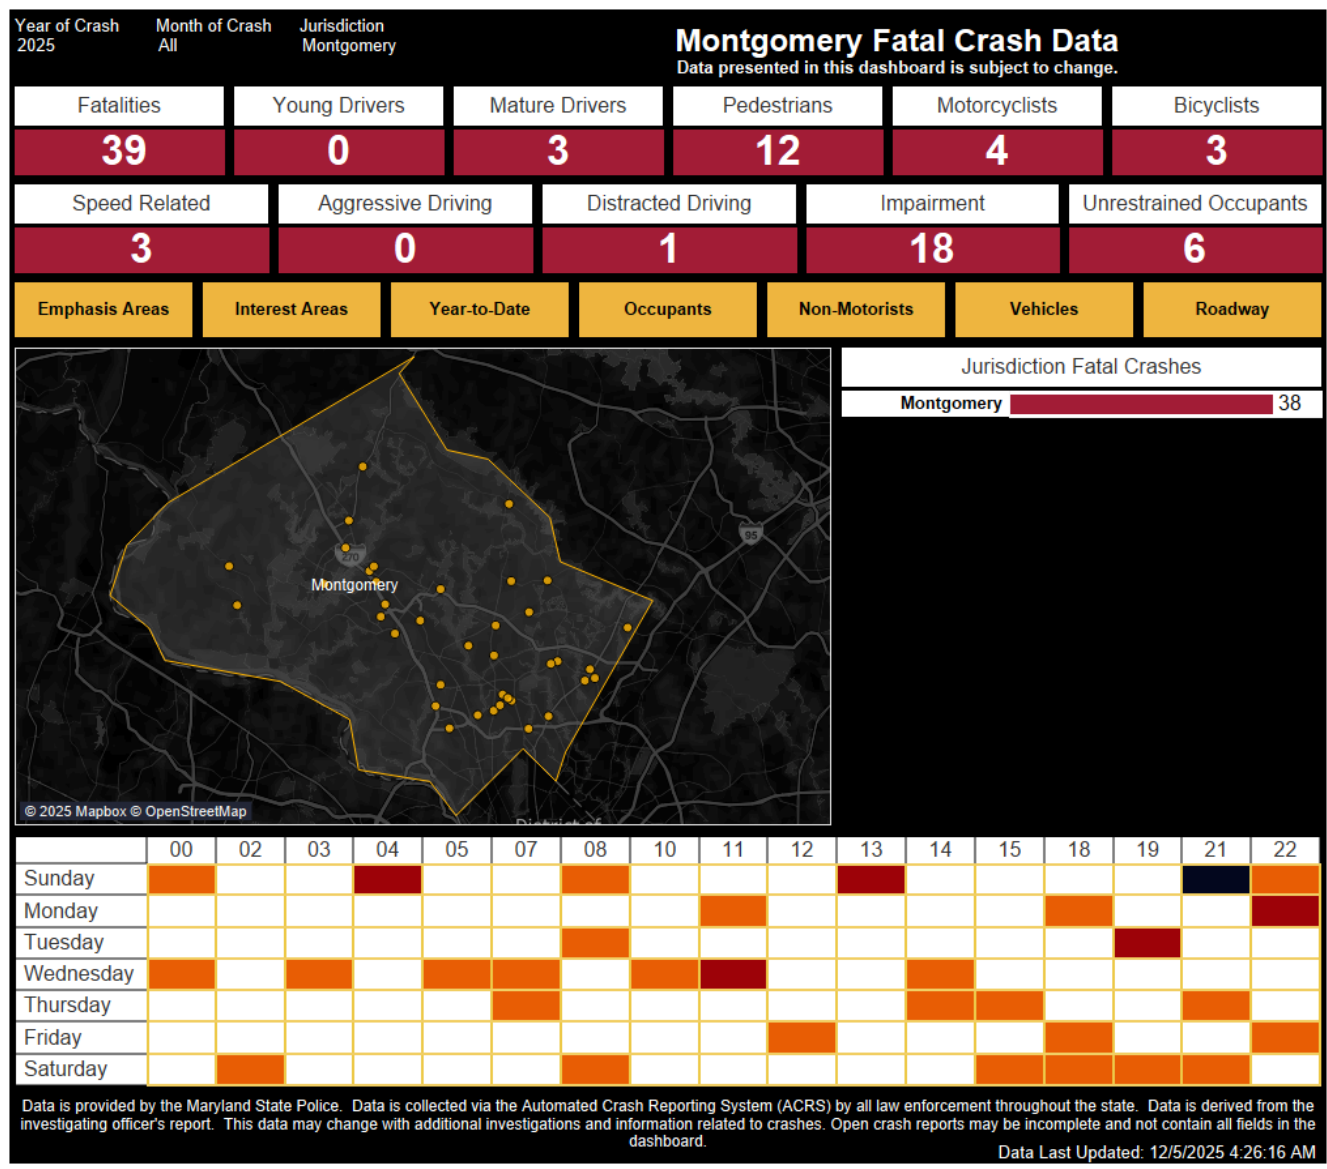 Year of Crash Month of Crash Jurisdiction
2025 All Montgomery
Montgomery Fatal Crash Data
Data presented in this dashboard is subject to change.
Fatalities Young Drivers Mature Drivers Pedestrians Motorcyclists Bicyclists
39 0 3 12 4 3
Speed Related Aggressive Driving Distracted Driving Impairment Unrestrained Occupants
3 0 1 18 6
Emphasis Areas Interest Areas Year-to-Date Occupants Non-Motorists Vehicles Roadway
Jurisdiction Fatal Crashes
Montgomery 38
95
270
Montgomery
District of
© 2025 Mapbox © OpenStreetMap
00 02 03 04 05 07 08 10 11 12 13 14 15 18 19 21 22
Sunday
Monday
Tuesday
Wednesday
Thursday
Friday
Saturday
Data is provided by the Maryland State Police. Data is collected via the Automated Crash Reporting System (ACRS) by all law enforcement throughout the state. Data is derived from the
investigating officer's report. This data may change with additional investigations and information related to crashes. Open crash reports may be incomplete and not contain all fields in the
dashboard.
Data Last Updated: 12/5/2025 4:26:16 AM